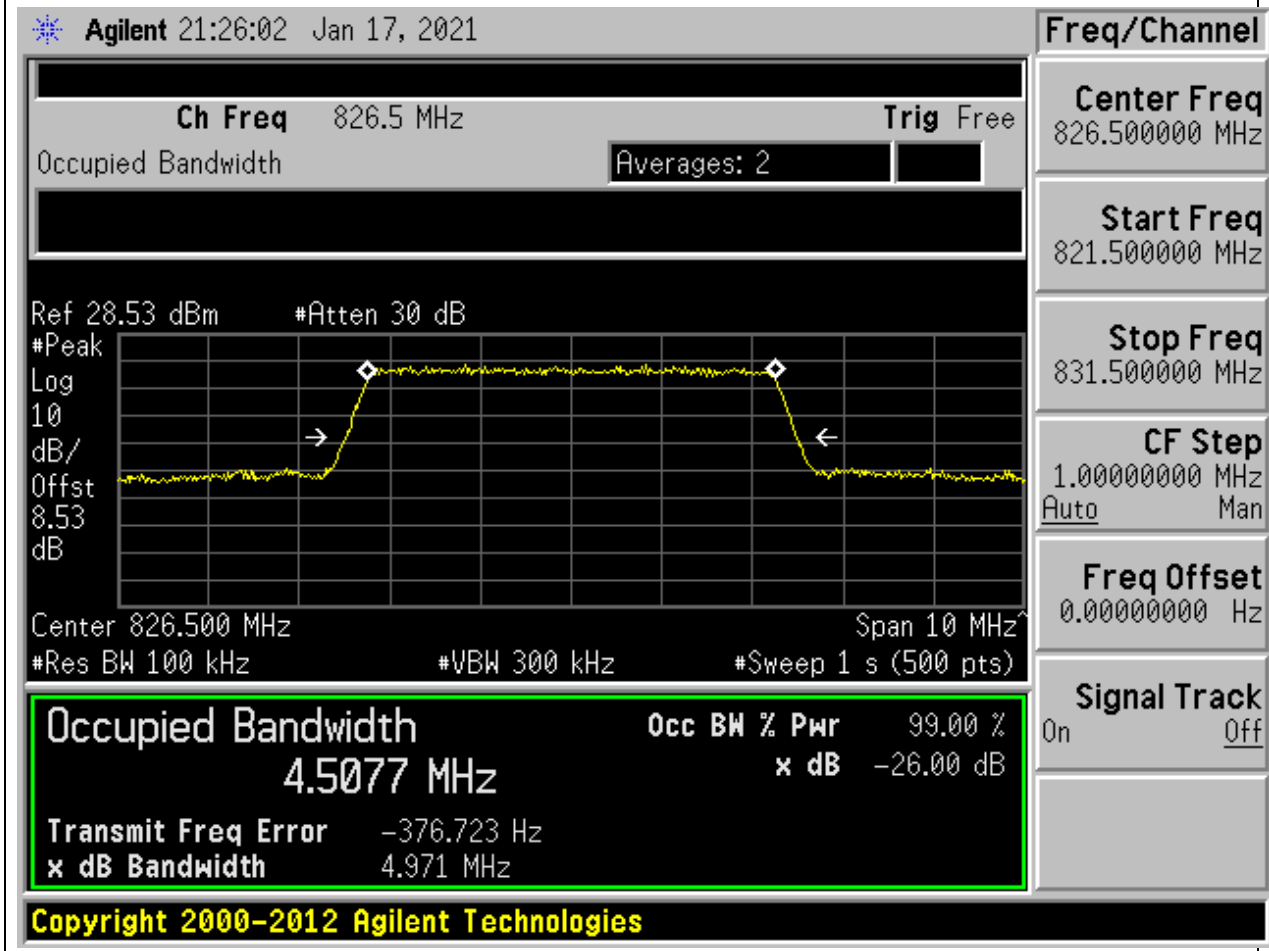 Agilent 21:26:02 Jan 17, 2021
Freq/Channel
Ch Freq 826.5 MHz Trig Free
Occupied Bandwidth Averages: 2
Center Freq
826.500000 MHz
Start Freq
821.500000 MHz
Stop Freq
831.500000 MHz
CF Step
1.00000000 MHz
Auto Man
Freq Offset
0.00000000 Hz
Signal Track
On Off
Ref 28.53 dBm #Atten 30 dB
#Peak
Log
10
dB/
Offst
8.53
dB
Center 826.500 MHz Span 10 MHz^
#Res BW 100 kHz #VBW 300 kHz #Sweep 1 s (500 pts)
Occupied Bandwidth Occ BW % Pwr 99.00 %
4.5077 MHz x dB -26.00 dB
Transmit Freq Error -376.723 Hz
x dB Bandwidth 4.971 MHz
Copyright 2000-2012 Agilent Technologies